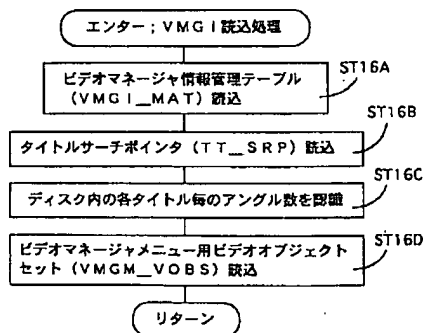 エンター；ＶＭＧＩ読込処理
ST16A
ビデオマネージャ情報管理テーブル
（ＶＭＧＩ＿ＭＡＴ）読込
ST16B
タイトルサーチポインタ（ＴＴ＿ＳＲＰ）読込
ST16C
ディスク内の各タイトル毎のアングル数を認識
ST16D
ビデオマネージャメニュー用ビデオオブジェクト
セット（ＶＭＧＭ＿ＶＯＢＳ）読込
リターン